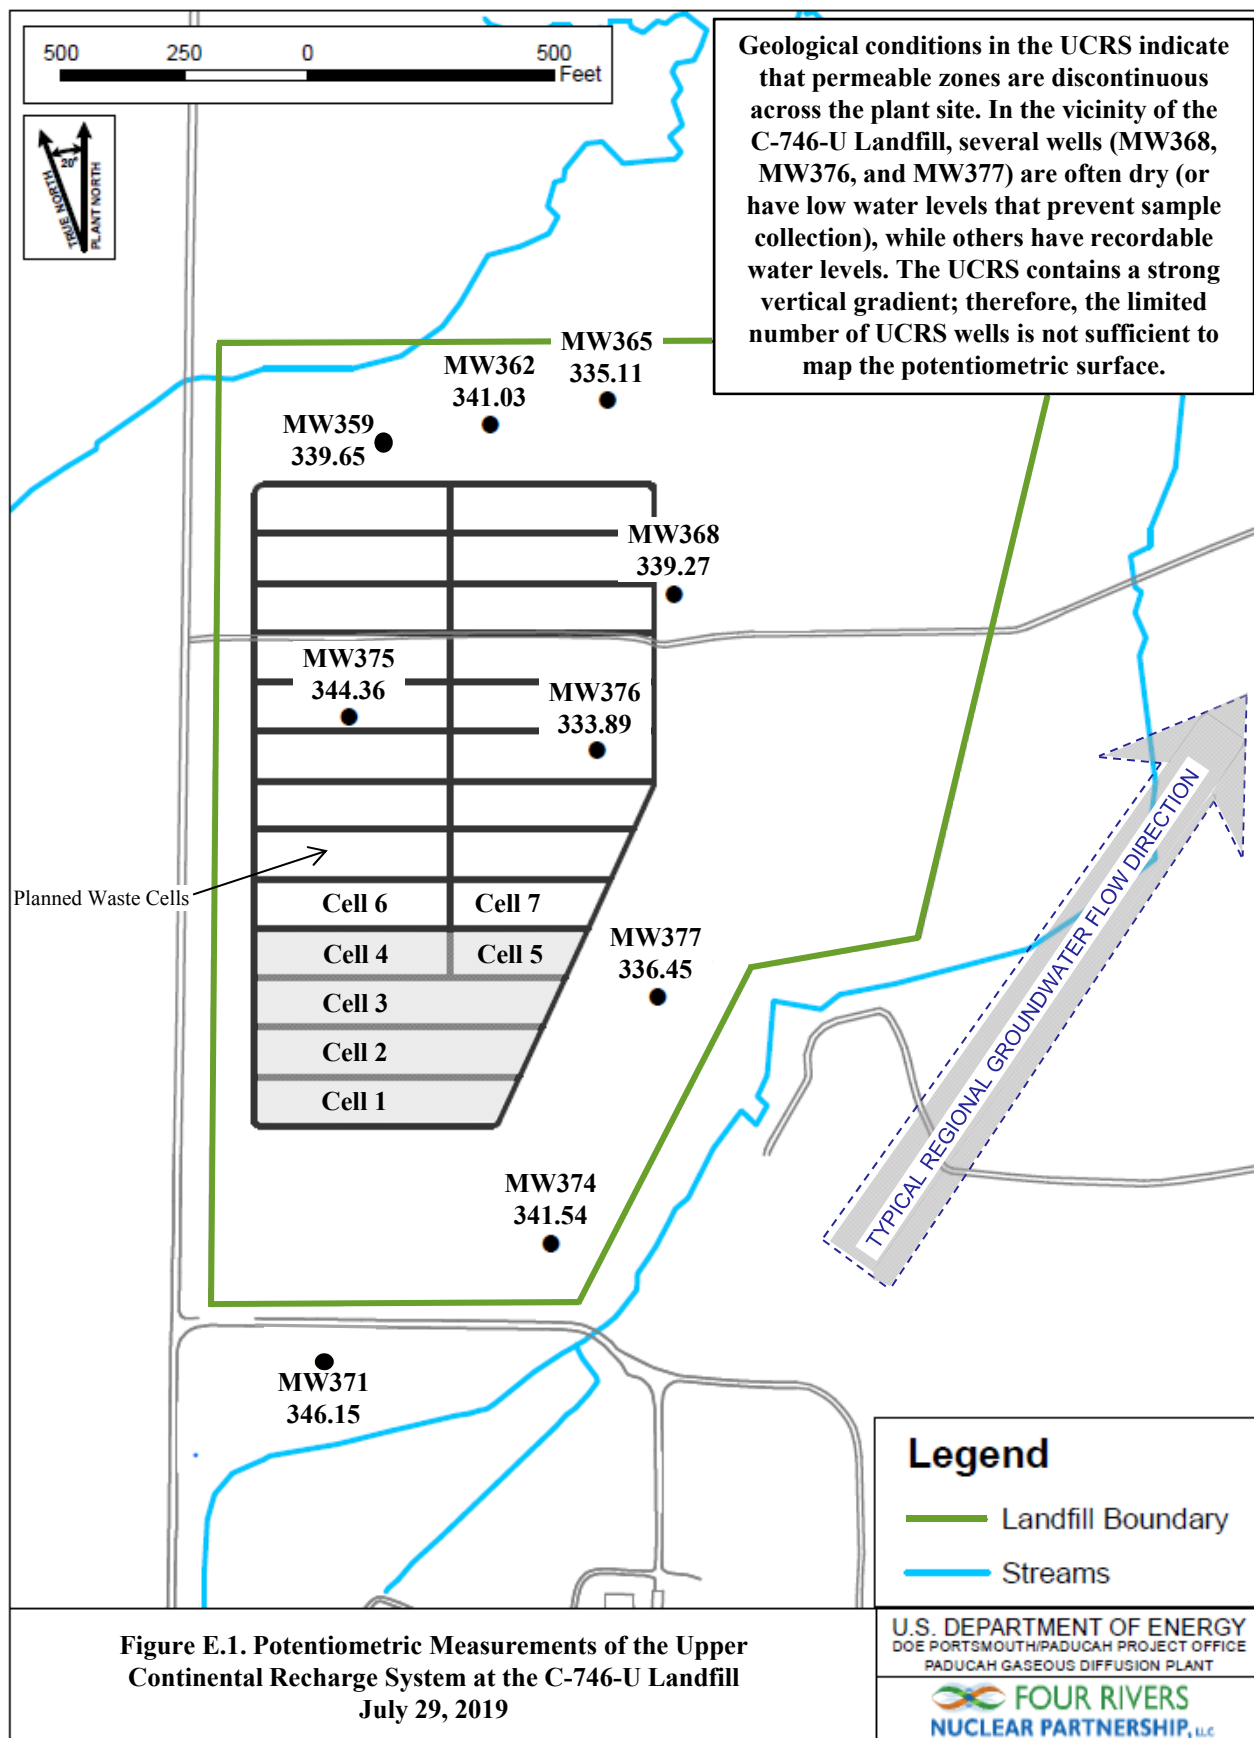 500 250 0 500
Feet
Geological conditions in the UCRS indicate
that permeable zones are discontinuous
across the plant site. In the vicinity of the
C-746-U Landfill, several wells (MW368,
MW376, and MW377) are often dry (or
have low water levels that prevent sample
collection), while others have recordable
water levels. The UCRS contains a strong
vertical gradient; therefore, the limited
number of UCRS wells is not sufficient to
map the potentiometric surface.
20°
TRUE NORTH
PLANT NORTH
MW365
335.11
MW362
341.03
MW359
339.65
MW368
339.27
MW375
344.36
MW376
333.89
Planned Waste Cells
Cell 6
Cell 7
Cell 4
Cell 5
Cell 3
Cell 2
Cell 1
MW377
336.45
TYPICAL REGIONAL GROUNDWATER FLOW DIRECTION
MW374
341.54
MW371
346.15
Legend
Landfill Boundary
Streams
Figure E.1. Potentiometric Measurements of the Upper
Continental Recharge System at the C-746-U Landfill
July 29, 2019
U.S. DEPARTMENT OF ENERGY
DOE PORTSMOUTH/PADUCAH PROJECT OFFICE
PADUCAH GASEOUS DIFFUSION PLANT
FOUR RIVERS
NUCLEAR PARTNERSHIP, LLC